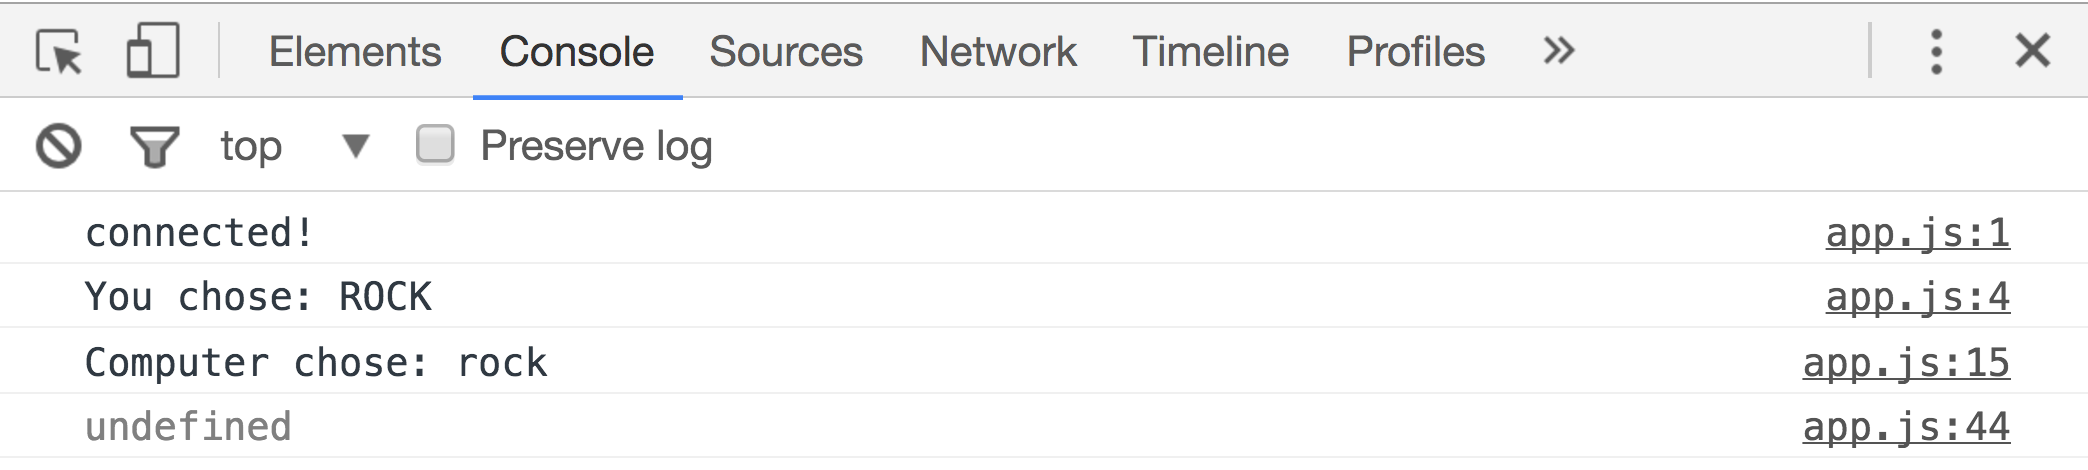 Elements Console Sources Network Timeline Profiles »
top ▼ Preserve log
connected! app.js:1
You chose: ROCK app.js:4
Computer chose: rock app.js:15
undefined app.js:44